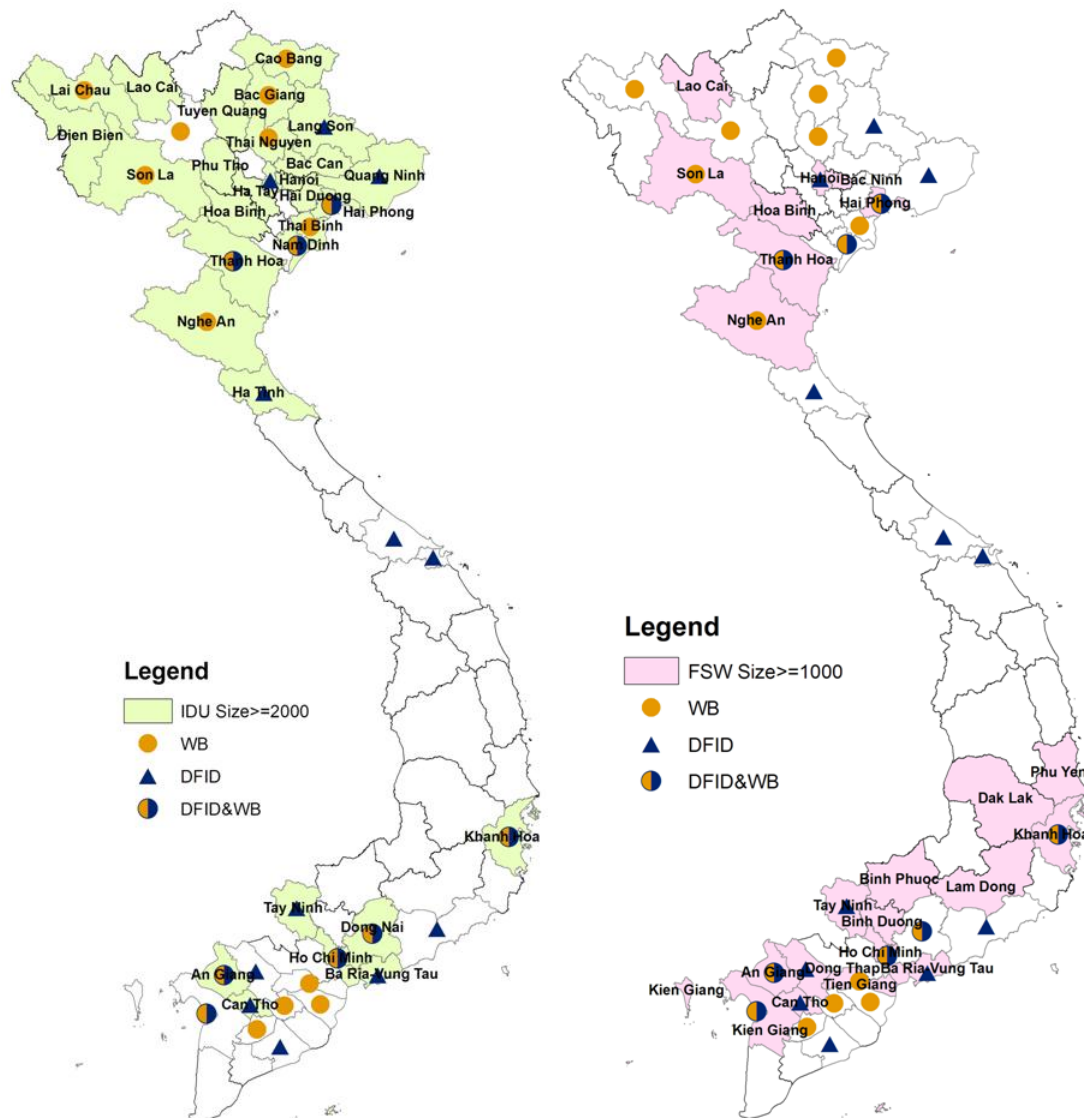 Cao Bang
Lai Chau
Lao Cai
Bac Giang
Tuyen Quang
Lang Son
Dien Bien
Thai Nguyen
Phu Tho
Bac Can
Son La
Hanoi
Quang Ninh
Ha Tay
Hai Duong
Hoa Binh
Hai Phong
Thai Binh
Nam Dinh
Thanh Hoa
Nghe An
Ha Tinh
Legend
IDU Size>=2000
WB
DFID
DFID&WB
Khanh Hoa
Tay Ninh
Dong Nai
Ho Chi Minh
An Giang
Ba Ria-Vung Tau
Can Tho
Lao Cai
Son La
Hanoi
Bac Ninh
Hai Phong
Hoa Binh
Thanh Hoa
Nghe An
Legend
FSW Size>=1000
WB
DFID
DFID&WB
Phu Yen
Dak Lak
Khanh Hoa
Binh Phuoc
Lam Dong
Tay Ninh
Binh Duong
Ho Chi Minh
An Giang
Dong Thap
Ba Ria-Vung Tau
Kien Giang
Tien Giang
Can Tho
Kien Giang